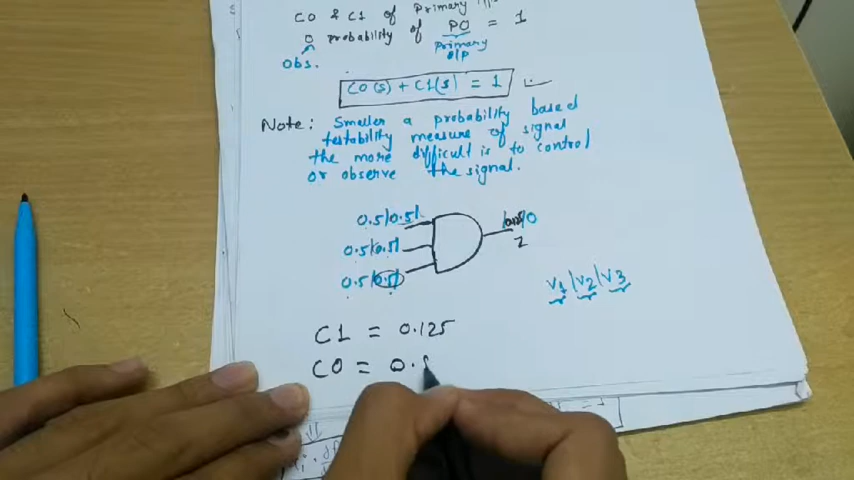 C0 & C1 of Primary
0 probability of PO = 1
Obs. Primary
O/P
C0(s) + C1(s) = 1
Note: Smaller a probability based
testability measure of signal
the more difficult is to control
or observe the signal.
0.5/0.5/
0.5/0.5/
0.5/0.5/
Z
V1/V2/V3
C1 = 0.125
C0 = 0.